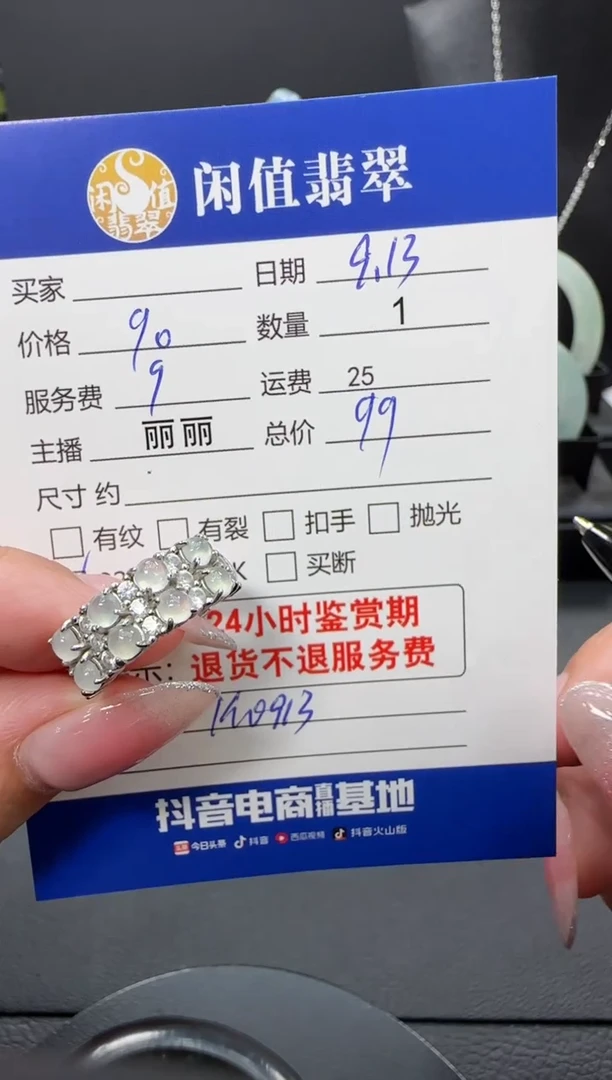 闲值翡翠 闲值翡翠
买家 日期 9.13
价格 90 数量 1
服务费 9 运费 25
主播 丽丽 总价 99
尺寸 约
有纹 有裂 扣手 抛光
K 买断
24小时鉴赏期
示：退货不退服务费
抖音电商直播基地
今日头条 抖音 西瓜视频 抖音火山版